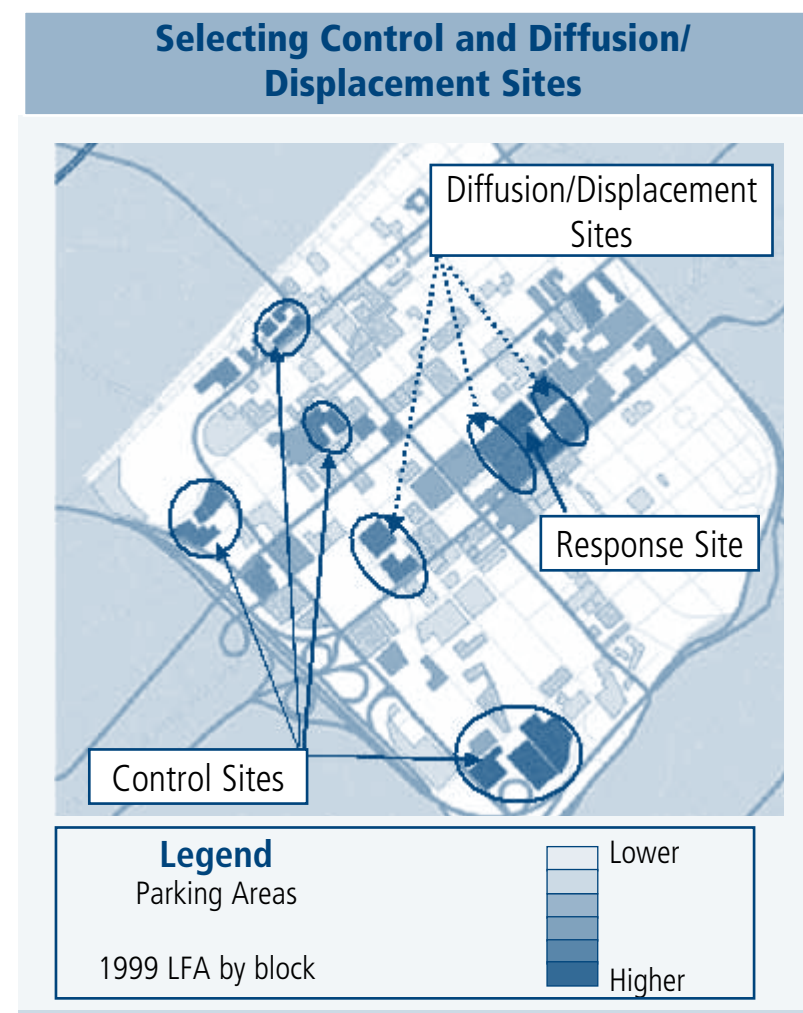 Selecting Control and Diffusion/
Displacement Sites
Diffusion/Displacement
Sites
Response Site
Control Sites
Legend
Parking Areas
1999 LFA by block
Lower
Higher